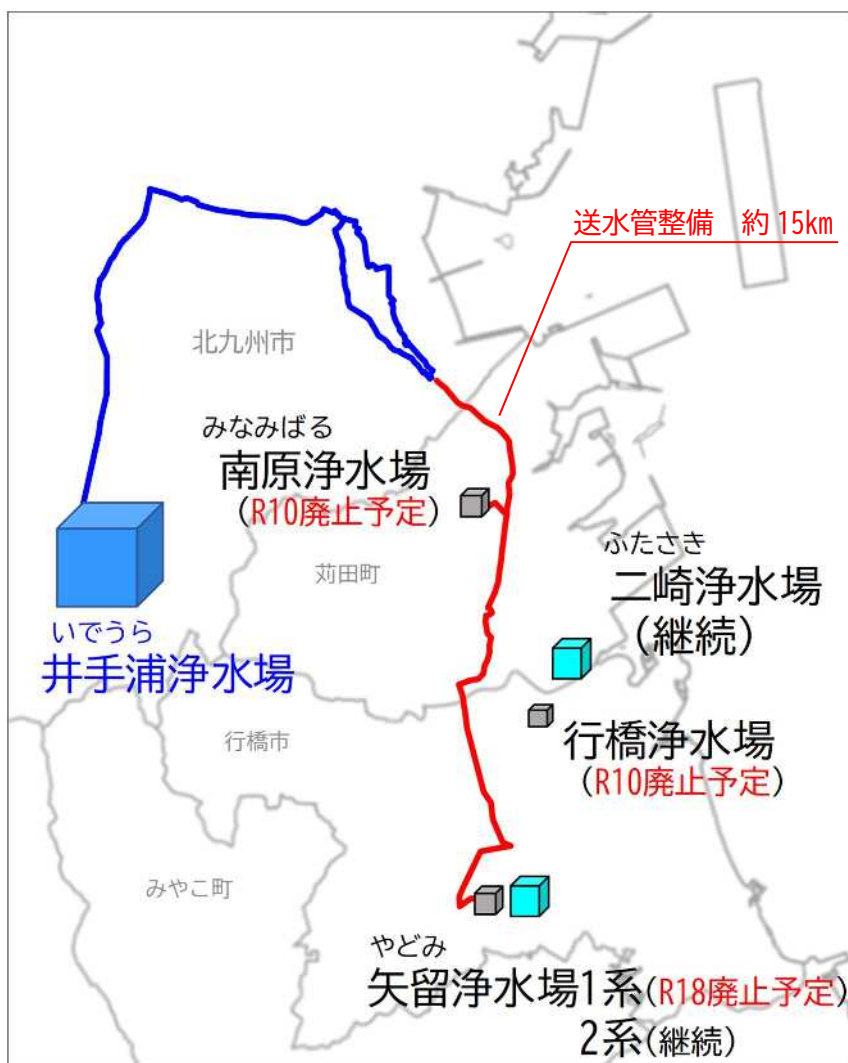 送水管整備　約15km
北九州市
みなみばる
南原浄水場
(R10廃止予定)
ふたさき
苅田町
二崎浄水場
(継続)
いでうら
井手浦浄水場
行橋市
行橋浄水場
(R10廃止予定)
みやこ町
やどみ
矢留浄水場1系(R18廃止予定)
2系(継続)